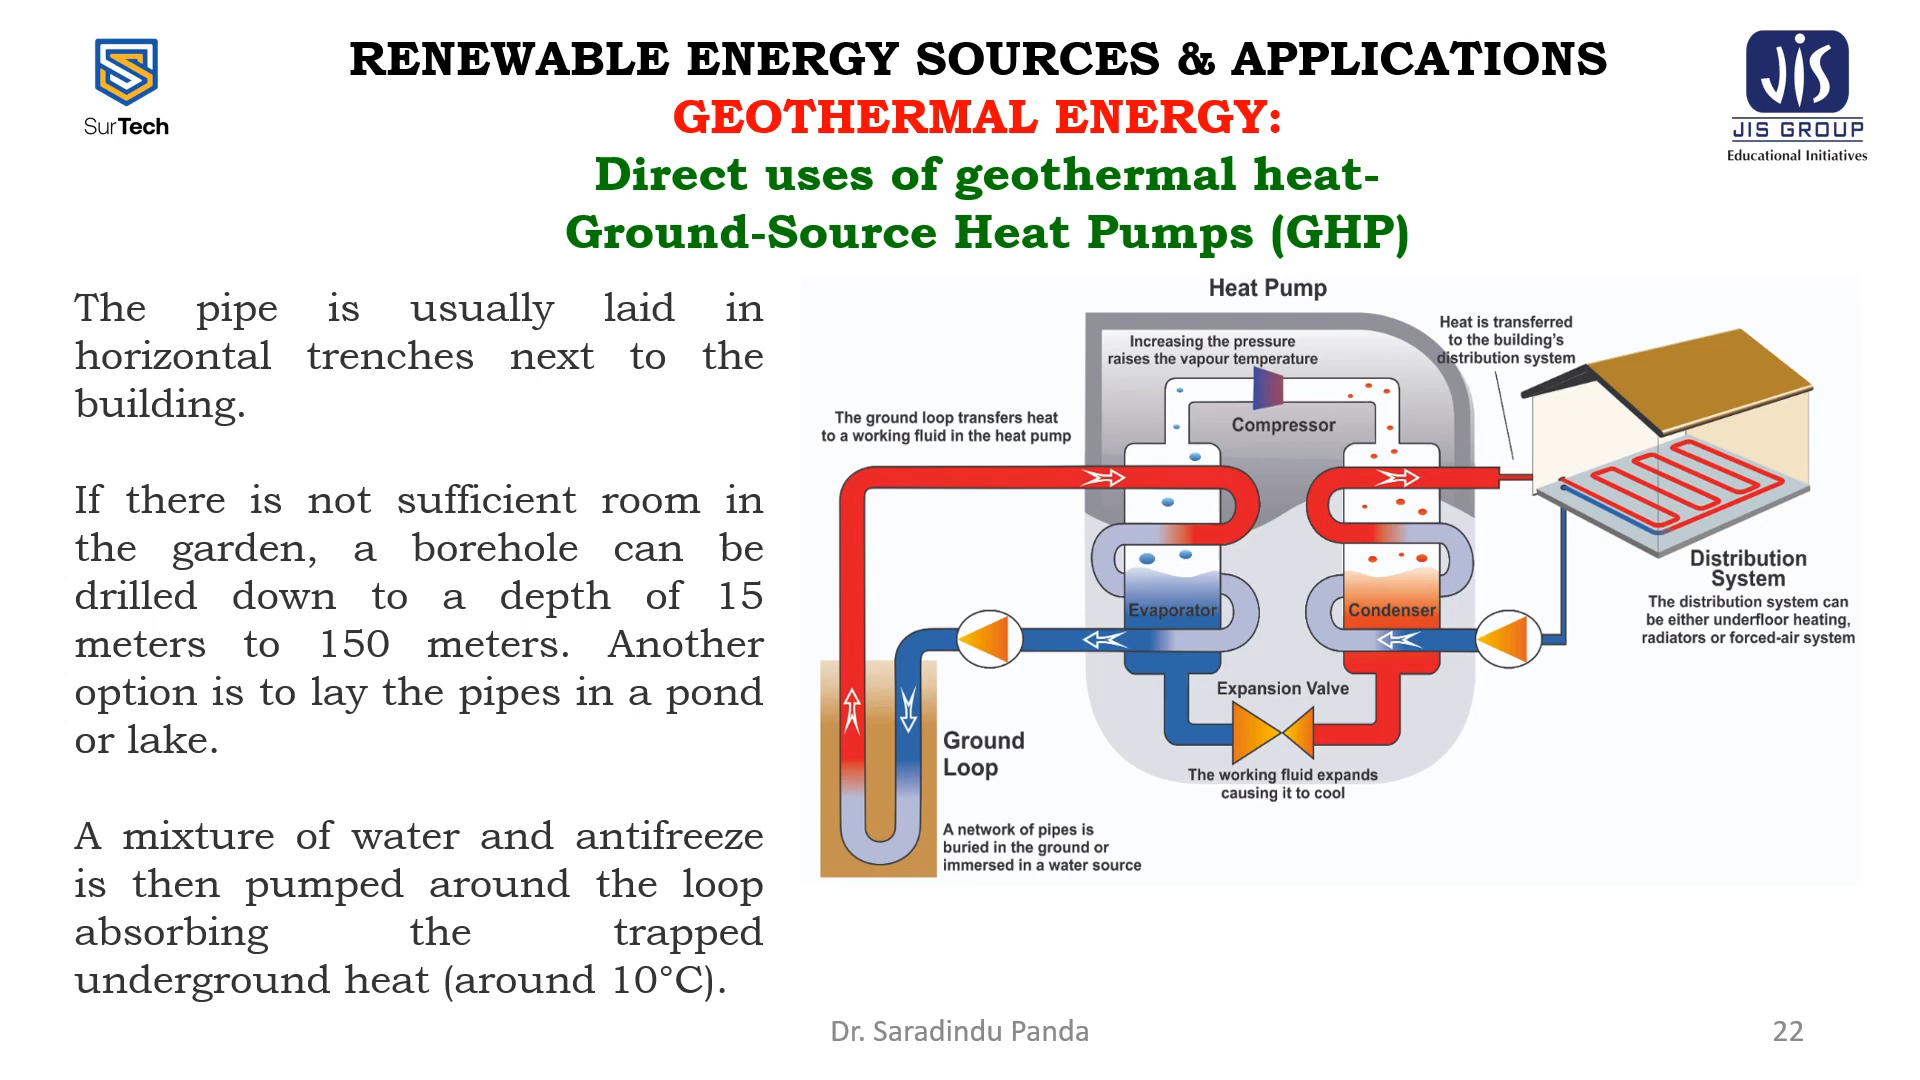 SurTech
RENEWABLE ENERGY SOURCES & APPLICATIONS
GEOTHERMAL ENERGY:
Direct uses of geothermal heat-
Ground-Source Heat Pumps (GHP)
JIS
JIS GROUP
Educational Initiatives
The pipe is usually laid in
horizontal trenches next to the
building.
If there is not sufficient room in
the garden, a borehole can be
drilled down to a depth of 15
meters to 150 meters. Another
option is to lay the pipes in a pond
or lake.
A mixture of water and antifreeze
is then pumped around the loop
absorbing the trapped
underground heat (around 10°C).
Heat Pump
Increasing the pressure
raises the vapour temperature
Heat is transferred
to the building's
distribution system
The ground loop transfers heat
to a working fluid in the heat pump
Compressor
Evaporator
Condenser
Distribution
System
The distribution system can
be either underfloor heating,
radiators or forced-air system
Expansion Valve
The working fluid expands
causing it to cool
Ground
Loop
A network of pipes is
buried in the ground or
immersed in a water source
Dr. Saradindu Panda
22